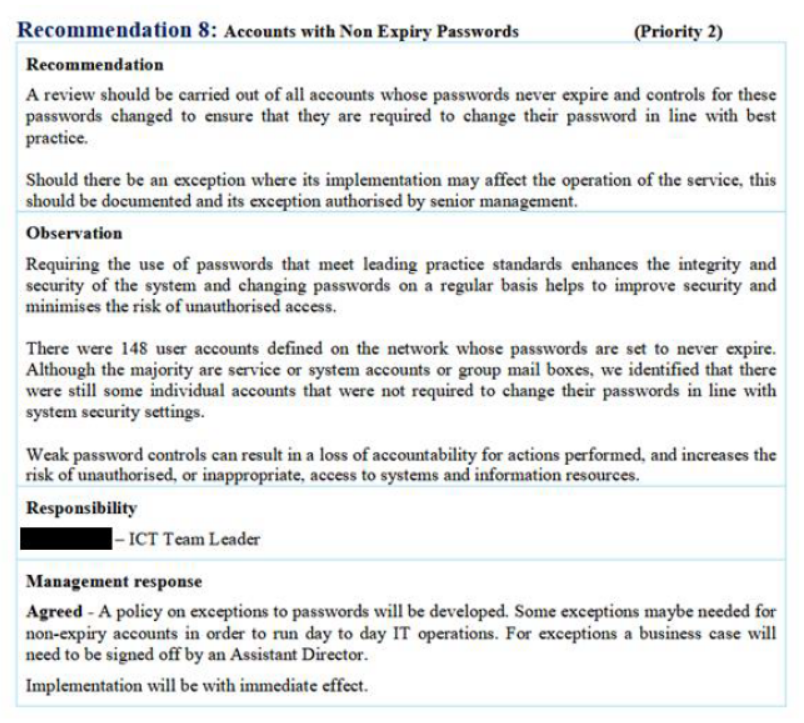 Recommendation 8: Accounts with Non Expiry Passwords (Priority 2)
Recommendation
A review should be carried out of all accounts whose passwords never expire and controls for these
passwords changed to ensure that they are required to change their password in line with best
practice.
Should there be an exception where its implementation may affect the operation of the service, this
should be documented and its exception authorised by senior management.
Observation
Requiring the use of passwords that meet leading practice standards enhances the integrity and
security of the system and changing passwords on a regular basis helps to improve security and
minimises the risk of unauthorised access.
There were 148 user accounts defined on the network whose passwords are set to never expire.
Although the majority are service or system accounts or group mail boxes, we identified that there
were still some individual accounts that were not required to change their passwords in line with
system security settings.
Weak password controls can result in a loss of accountability for actions performed, and increases the
risk of unauthorised, or inappropriate, access to systems and information resources.
Responsibility
– ICT Team Leader
Management response
Agreed - A policy on exceptions to passwords will be developed. Some exceptions maybe needed for
non-expiry accounts in order to run day to day IT operations. For exceptions a business case will
need to be signed off by an Assistant Director.
Implementation will be with immediate effect.